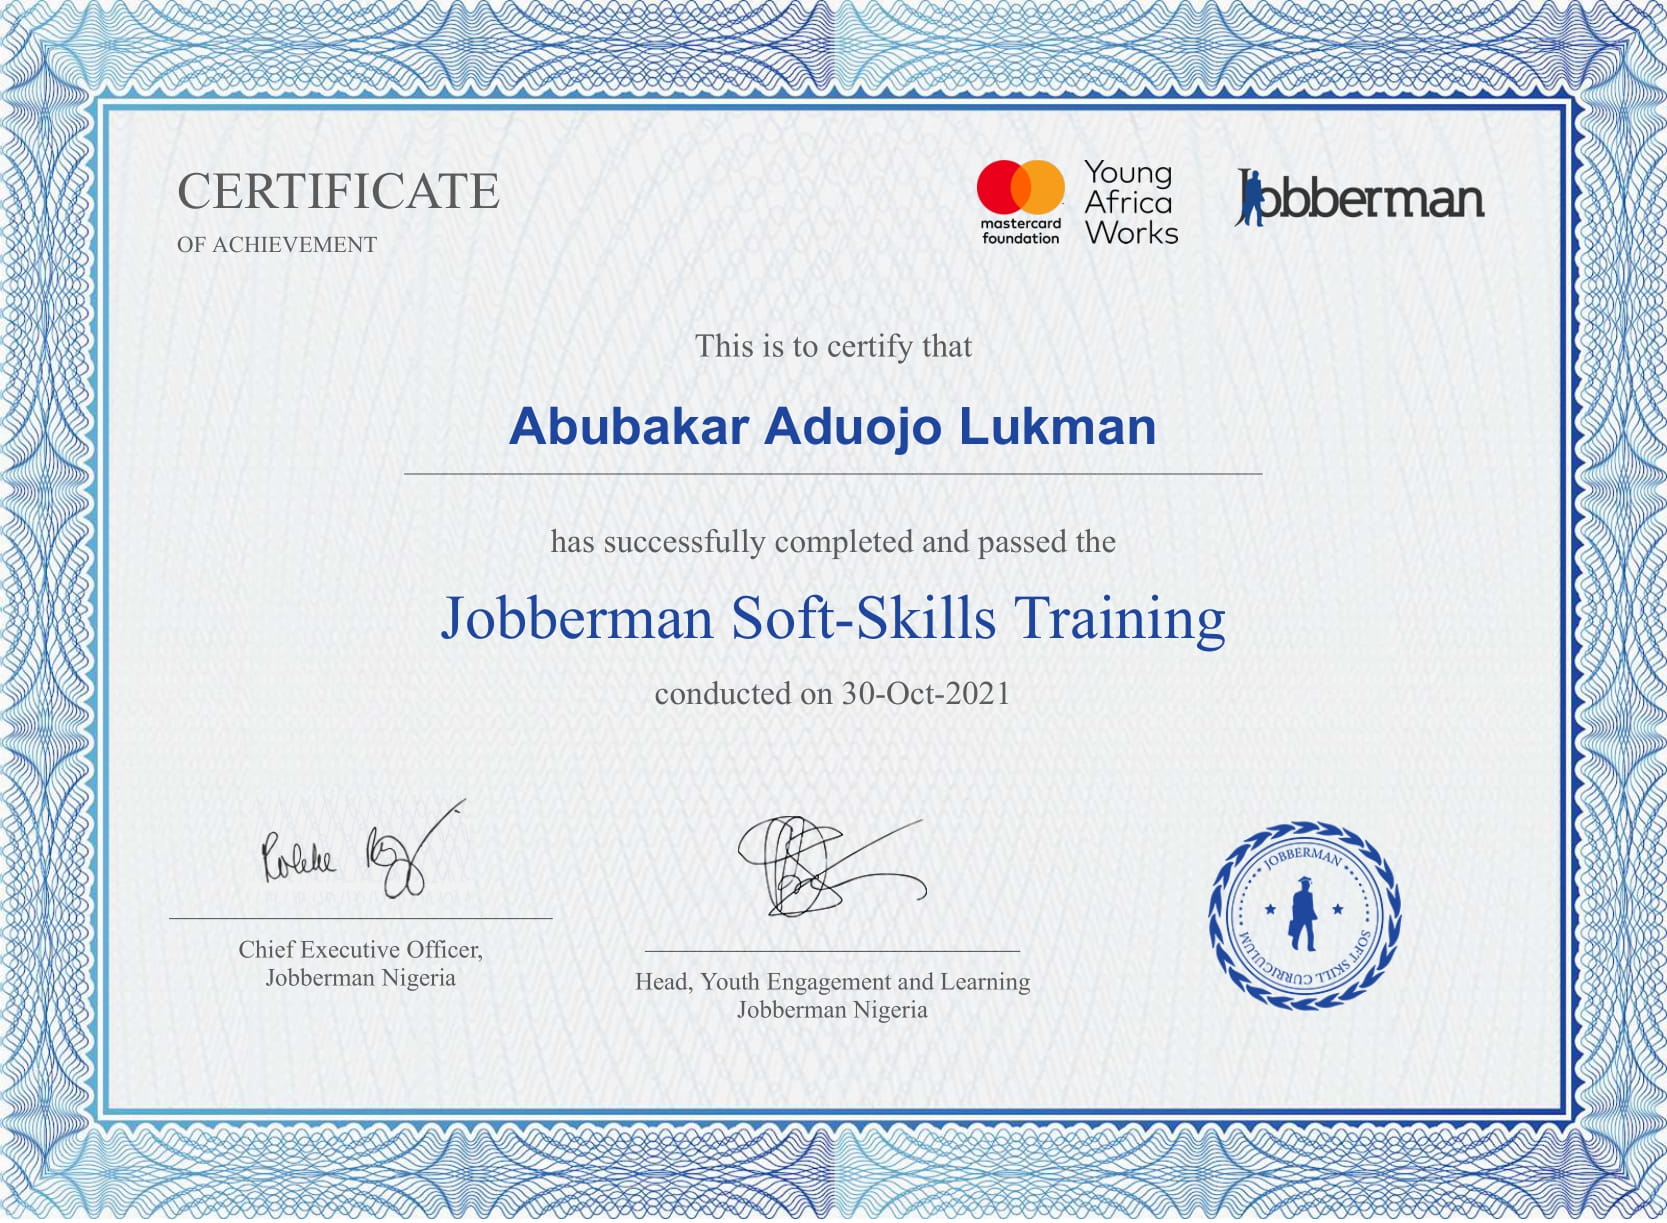 CERTIFICATE
OF ACHIEVEMENT
mastercard
foundation
Young
Africa
Works
Jobberman
This is to certify that
Abubakar Aduojo Lukman
has successfully completed and passed the
Jobberman Soft-Skills Training
conducted on 30-Oct-2021
Chief Executive Officer,
Jobberman Nigeria
Head, Youth Engagement and Learning
Jobberman Nigeria
JOBBERMAN
SOFT SKILL CURRICULUM